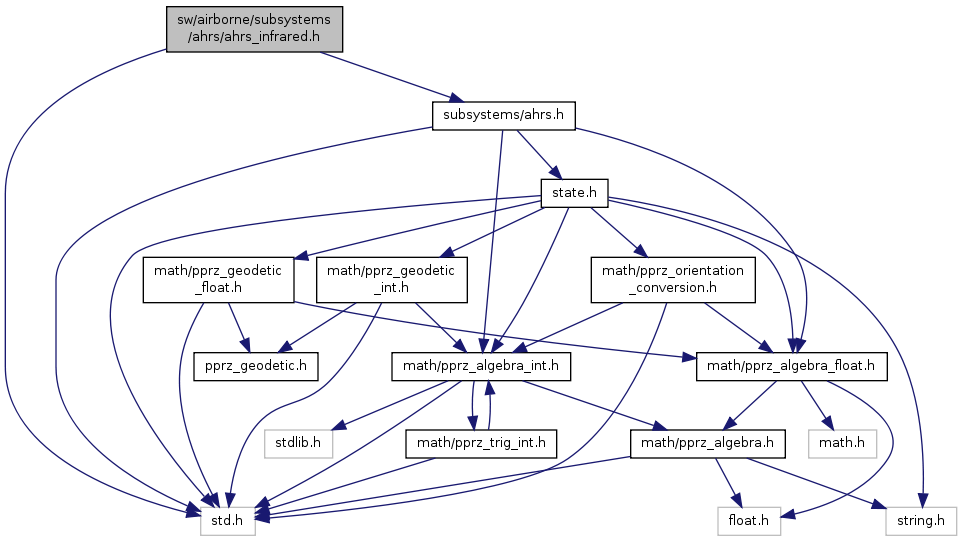 sw/airborne/subsystems
/ahrs/ahrs_infrared.h
subsystems/ahrs.h
state.h
math/pprz_geodetic
_float.h
math/pprz_geodetic
_int.h
math/pprz_orientation
_conversion.h
pprz_geodetic.h
math/pprz_algebra_int.h
math/pprz_algebra_float.h
stdlib.h
math/pprz_trig_int.h
math/pprz_algebra.h
math.h
std.h
float.h
string.h